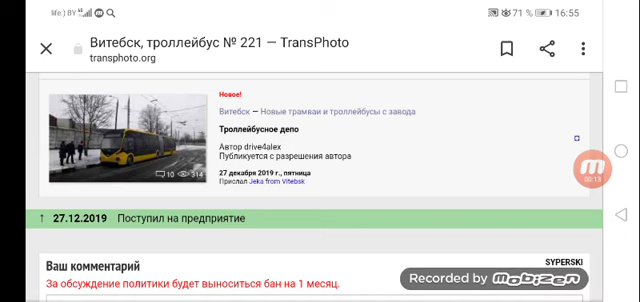 life:) BY 71 % 16:55
Витебск, троллейбус № 221 — TransPhoto
transphoto.org
Новое!
Витебск — Новые трамваи и троллейбусы с завода
Троллейбусное депо
Автор drive4alex
Публикуется с разрешения автора
10 314
27 декабря 2019 г., пятница
Прислал Jeka from Vitebsk
00:13
↑ 27.12.2019 Поступил на предприятие
SYPERSKI
Ваш комментарий
За обсуждение политики будет выноситься бан на 1 месяц.
Recorded by mobizen